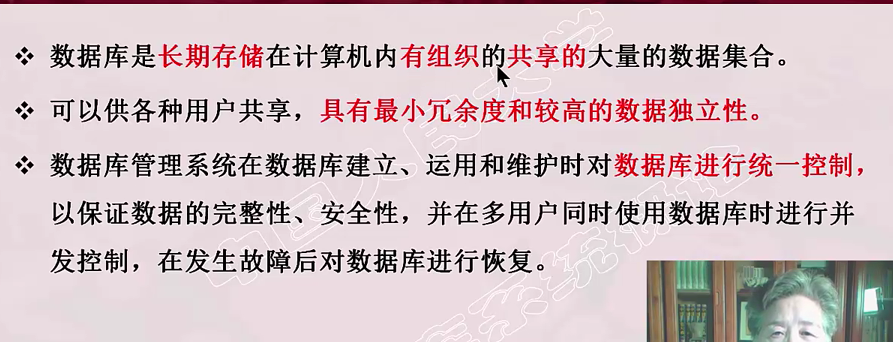 ❖ 数据库是长期存储在计算机内有组织的共享的大量的数据集合。
❖ 可以供各种用户共享，具有最小冗余度和较高的数据独立性。
❖ 数据库管理系统在数据库建立、运用和维护时对数据库进行统一控制，
以保证数据的完整性、安全性，并在多用户同时使用数据库时进行并
发控制，在发生故障后对数据库进行恢复。